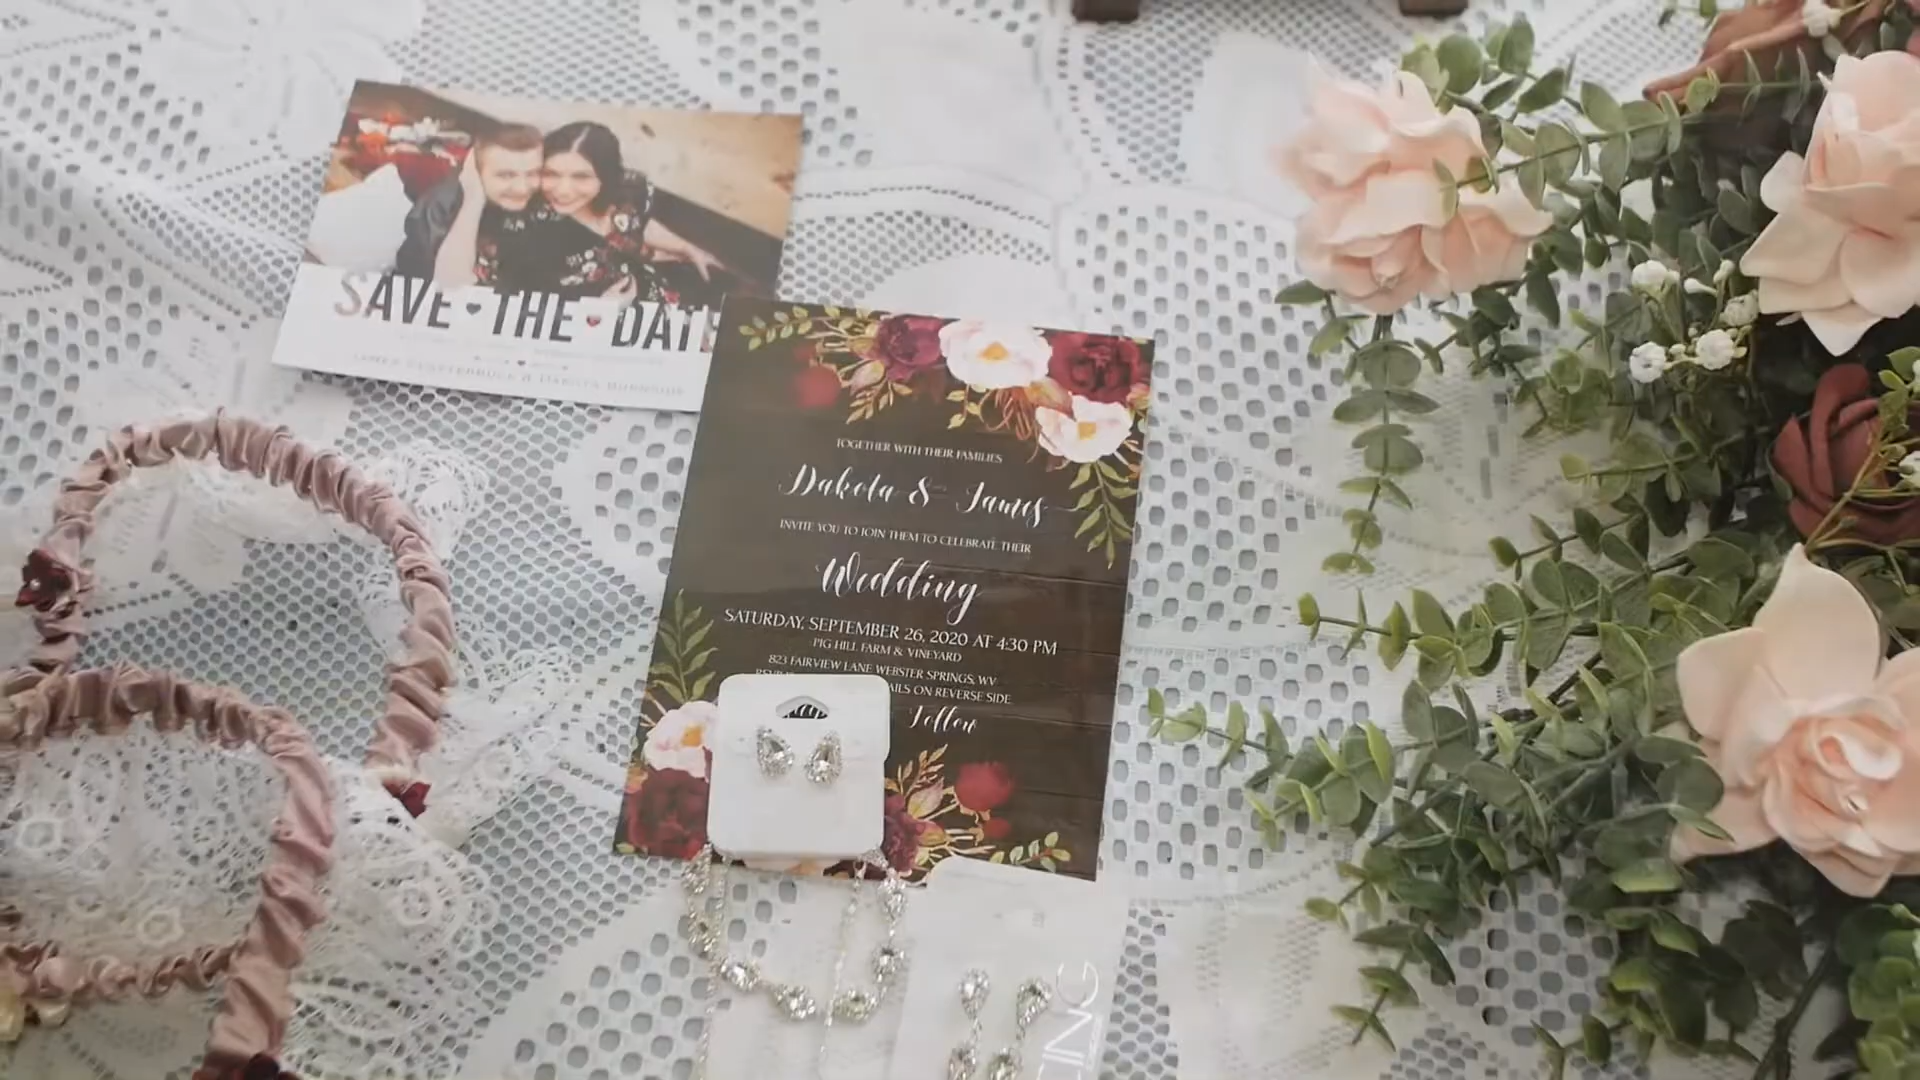 SAVE THE DATE
TOGETHER WITH THEIR FAMILIES
Dakota & James
INVITE YOU TO JOIN THEM TO CELEBRATE THEIR
Wedding
SATURDAY, SEPTEMBER 26, 2020 AT 4:30 PM
PIG HILL FARM & VINEYARD
823 FAIRVIEW LANE WEBSTER SPRINGS, WV
ON REVERSE SIDE
Follow